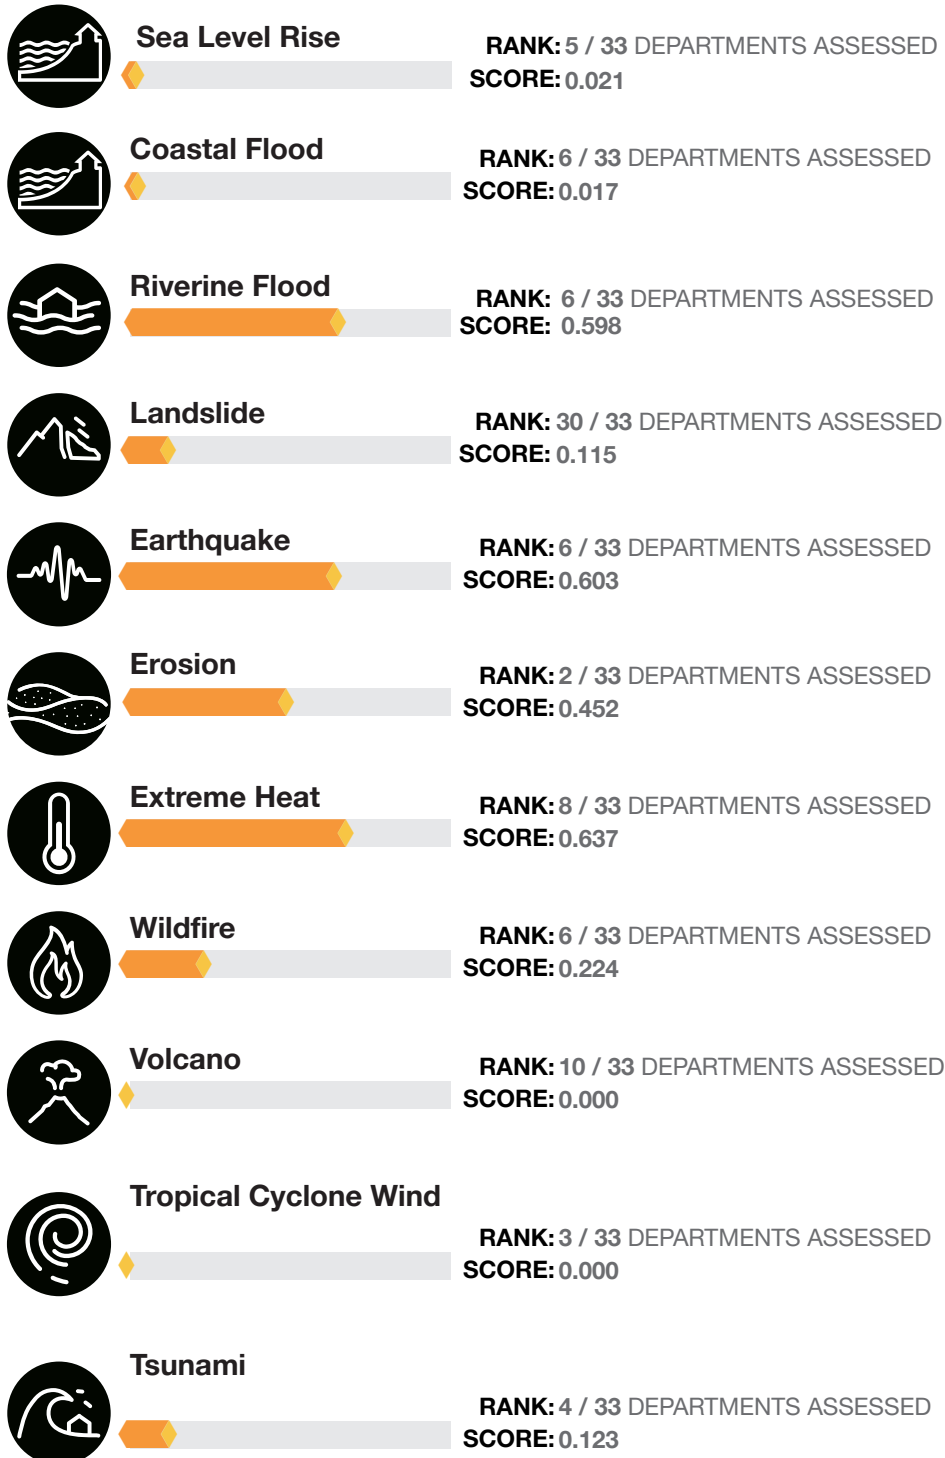 Sea Level Rise
RANK: 5 / 33 DEPARTMENTS ASSESSED
SCORE: 0.021
Coastal Flood
RANK: 6 / 33 DEPARTMENTS ASSESSED
SCORE: 0.017
Riverine Flood
RANK: 6 / 33 DEPARTMENTS ASSESSED
SCORE: 0.598
Landslide
RANK: 30 / 33 DEPARTMENTS ASSESSED
SCORE: 0.115
Earthquake
RANK: 6 / 33 DEPARTMENTS ASSESSED
SCORE: 0.603
Erosion
RANK: 2 / 33 DEPARTMENTS ASSESSED
SCORE: 0.452
Extreme Heat
RANK: 8 / 33 DEPARTMENTS ASSESSED
SCORE: 0.637
Wildfire
RANK: 6 / 33 DEPARTMENTS ASSESSED
SCORE: 0.224
Volcano
RANK: 10 / 33 DEPARTMENTS ASSESSED
SCORE: 0.000
Tropical Cyclone Wind
RANK: 3 / 33 DEPARTMENTS ASSESSED
SCORE: 0.000
Tsunami
RANK: 4 / 33 DEPARTMENTS ASSESSED
SCORE: 0.123